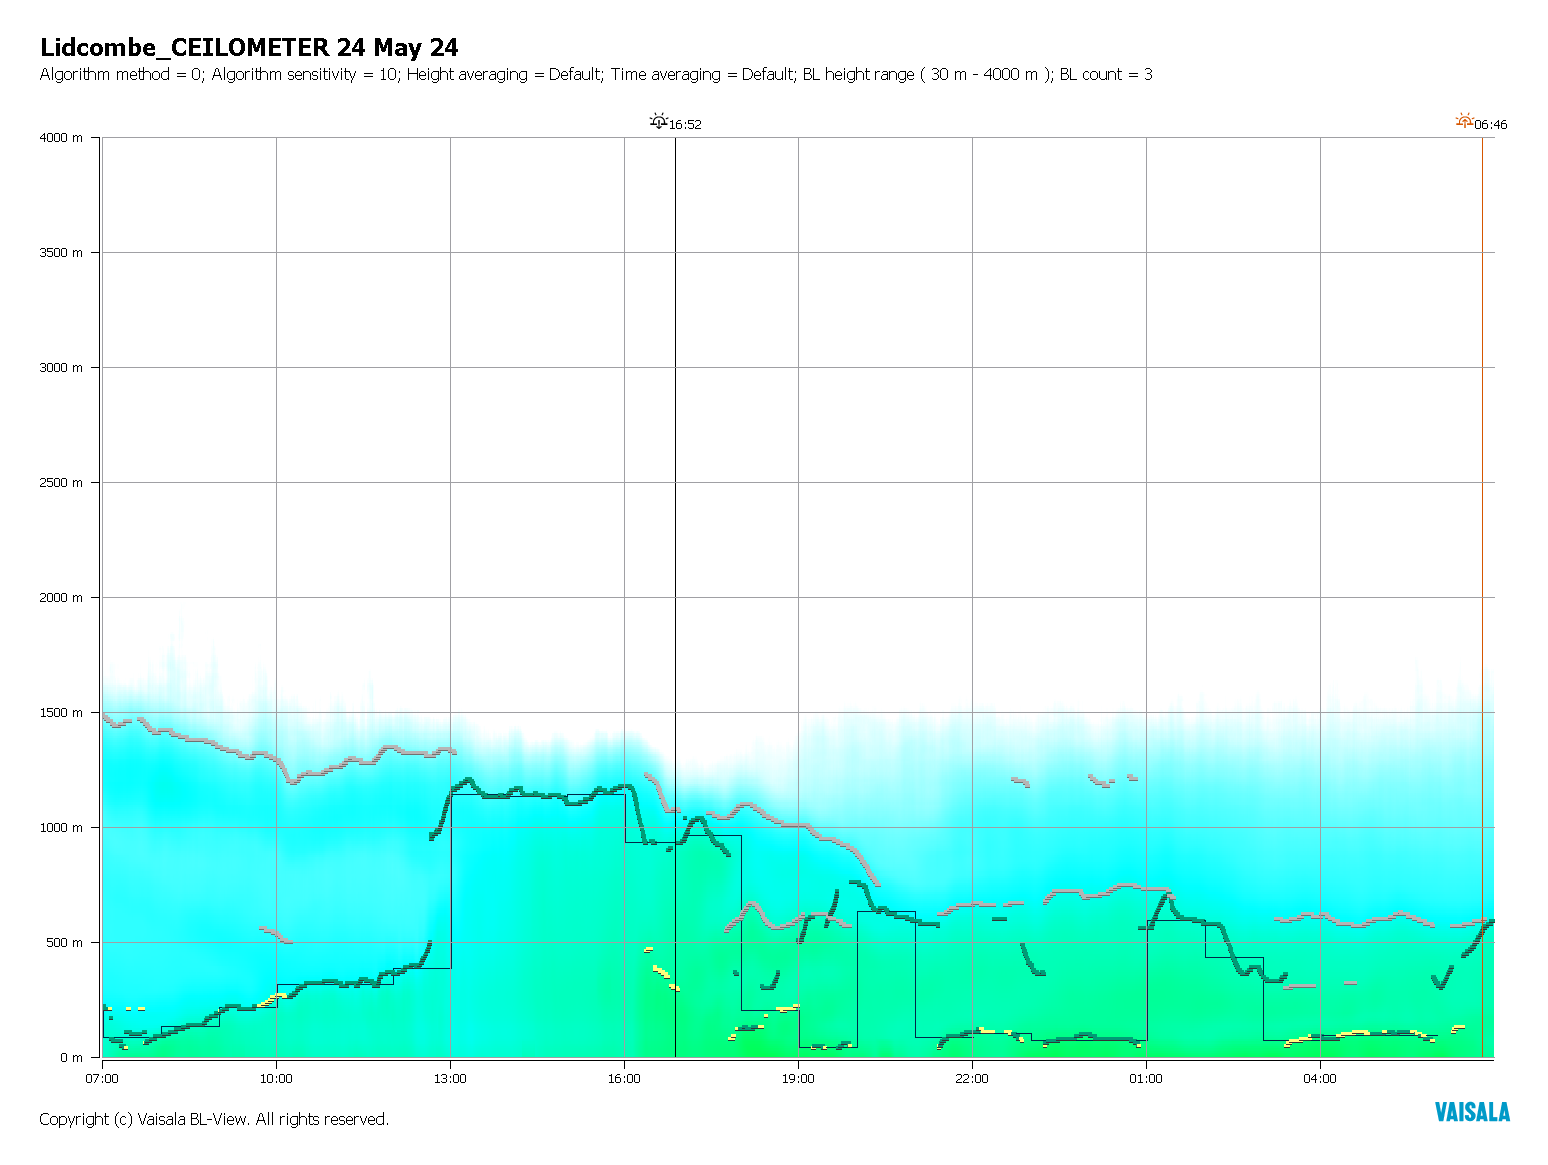 Lidcombe_CEILOMETER 24 May 24
Algorithm method = 0; Algorithm sensitivity = 10; Height averaging = Default; Time averaging = Default; BL height range ( 30 m - 4000 m ); BL count = 3
16:52
06:46
4000 m
3500 m
3000 m
2500 m
2000 m
1500 m
1000 m
500 m
0 m
07:00 10:00 13:00 16:00 19:00 22:00 01:00 04:00
Copyright (c) Vaisala BL-View. All rights reserved.
VAISALA